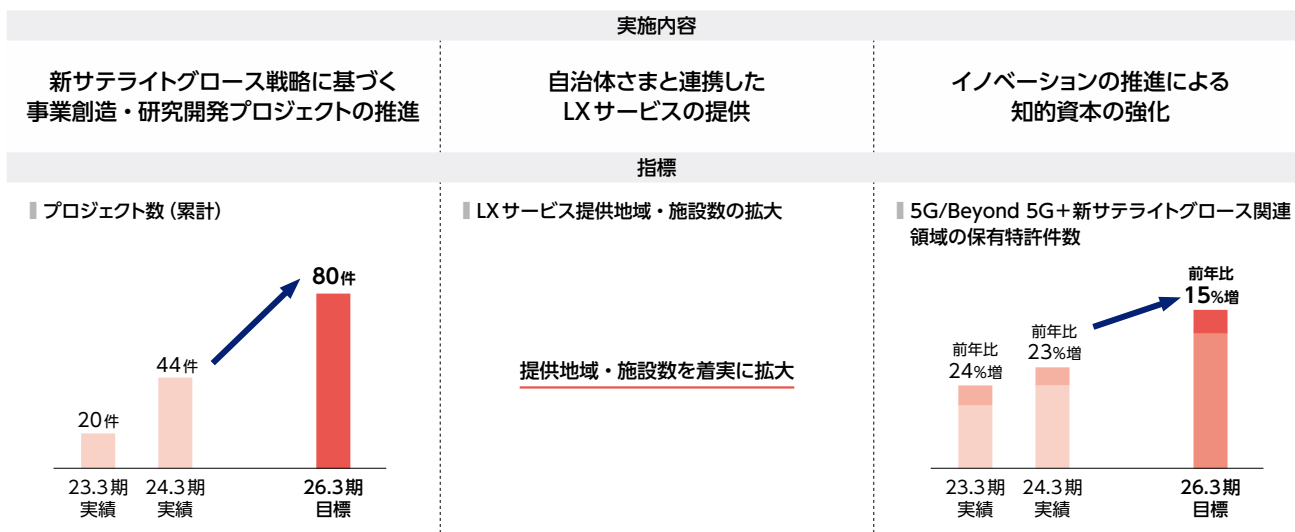 実施内容
新サテライトグロース戦略に基づく
事業創造・研究開発プロジェクトの推進
自治体さまと連携した
LXサービスの提供
イノベーションの推進による
知的資本の強化
指標
プロジェクト数(累計)
20件
44件
80件
23.3期
実績
24.3期
実績
26.3期
目標
LXサービス提供地域・施設数の拡大
提供地域・施設数を着実に拡大
5G/Beyond 5G+新サテライトグロース関連
領域の保有特許件数
前年比
24%増
前年比
23%増
前年比
15%増
23.3期
実績
24.3期
実績
26.3期
目標